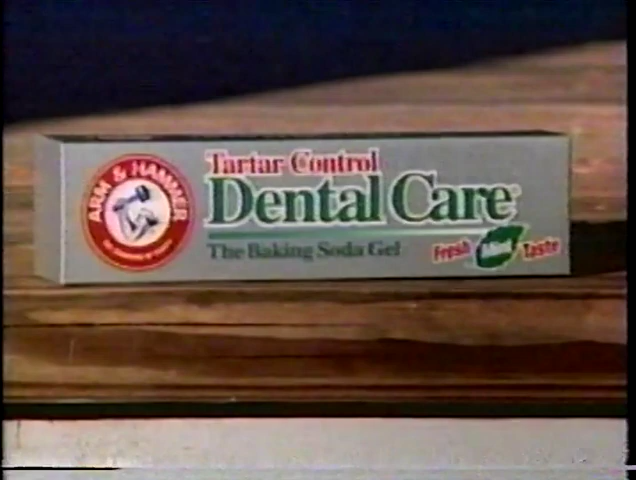 ARM & HAMMER
Tartar Control
Dental Care®
The Baking Soda Gel
Fresh Mint Taste